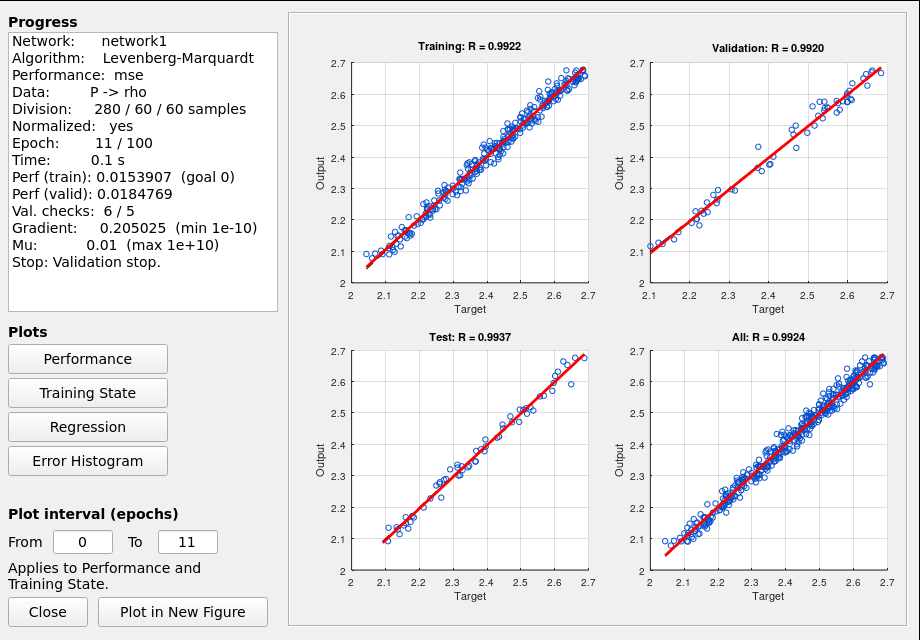 Progress
Network: network1
Algorithm: Levenberg-Marquardt
Performance: mse
Data: P -> rho
Division: 280 / 60 / 60 samples
Normalized: yes
Epoch: 11 / 100
Time: 0.1 s
Perf (train): 0.0153907 (goal 0)
Perf (valid): 0.0184769
Val. checks: 6 / 5
Gradient: 0.205025 (min 1e-10)
Mu: 0.01 (max 1e+10)
Stop: Validation stop.
Plots
Performance
Training State
Regression
Error Histogram
Plot interval (epochs)
From 0 To 11
Applies to Performance and
Training State.
Close Plot in New Figure
Training: R = 0.9922
Output
2.7
2.6
2.5
2.4
2.3
2.2
2.1
2
2 2.1 2.2 2.3 2.4 2.5 2.6 2.7
Target
Validation: R = 0.9920
Output
2.7
2.6
2.5
2.4
2.3
2.2
2.1
2
2.1 2.2 2.3 2.4 2.5 2.6 2.7
Target
Test: R = 0.9937
Output
2.7
2.6
2.5
2.4
2.3
2.2
2.1
2
2 2.1 2.2 2.3 2.4 2.5 2.6 2.7
Target
All: R = 0.9924
Output
2.7
2.6
2.5
2.4
2.3
2.2
2.1
2
2 2.1 2.2 2.3 2.4 2.5 2.6 2.7
Target